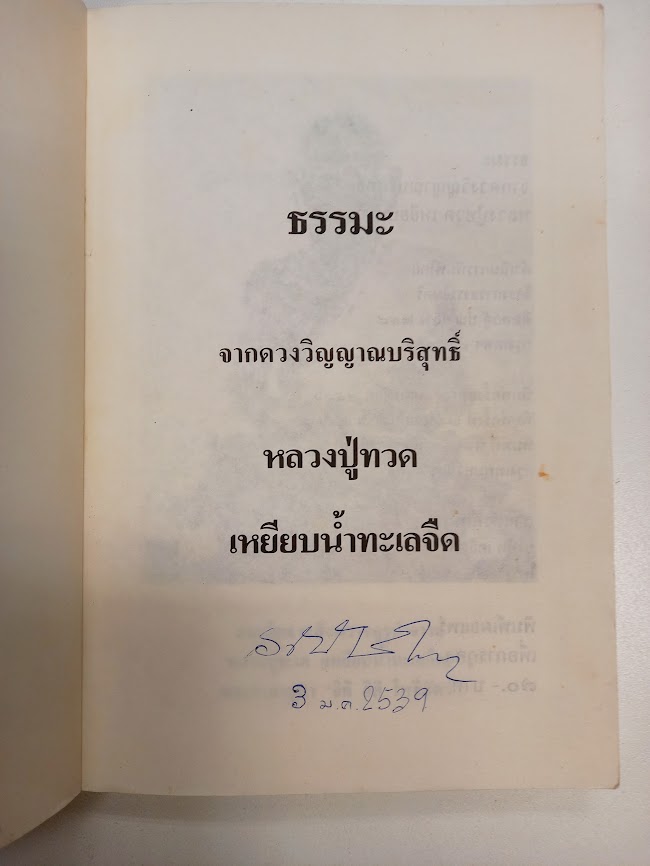 ธรรมะ
จากดวงวิญญาณบริสุทธิ์
หลวงปู่ทวด
เหยียบน้ำทะเลจืด
3 ม.ค. 2539